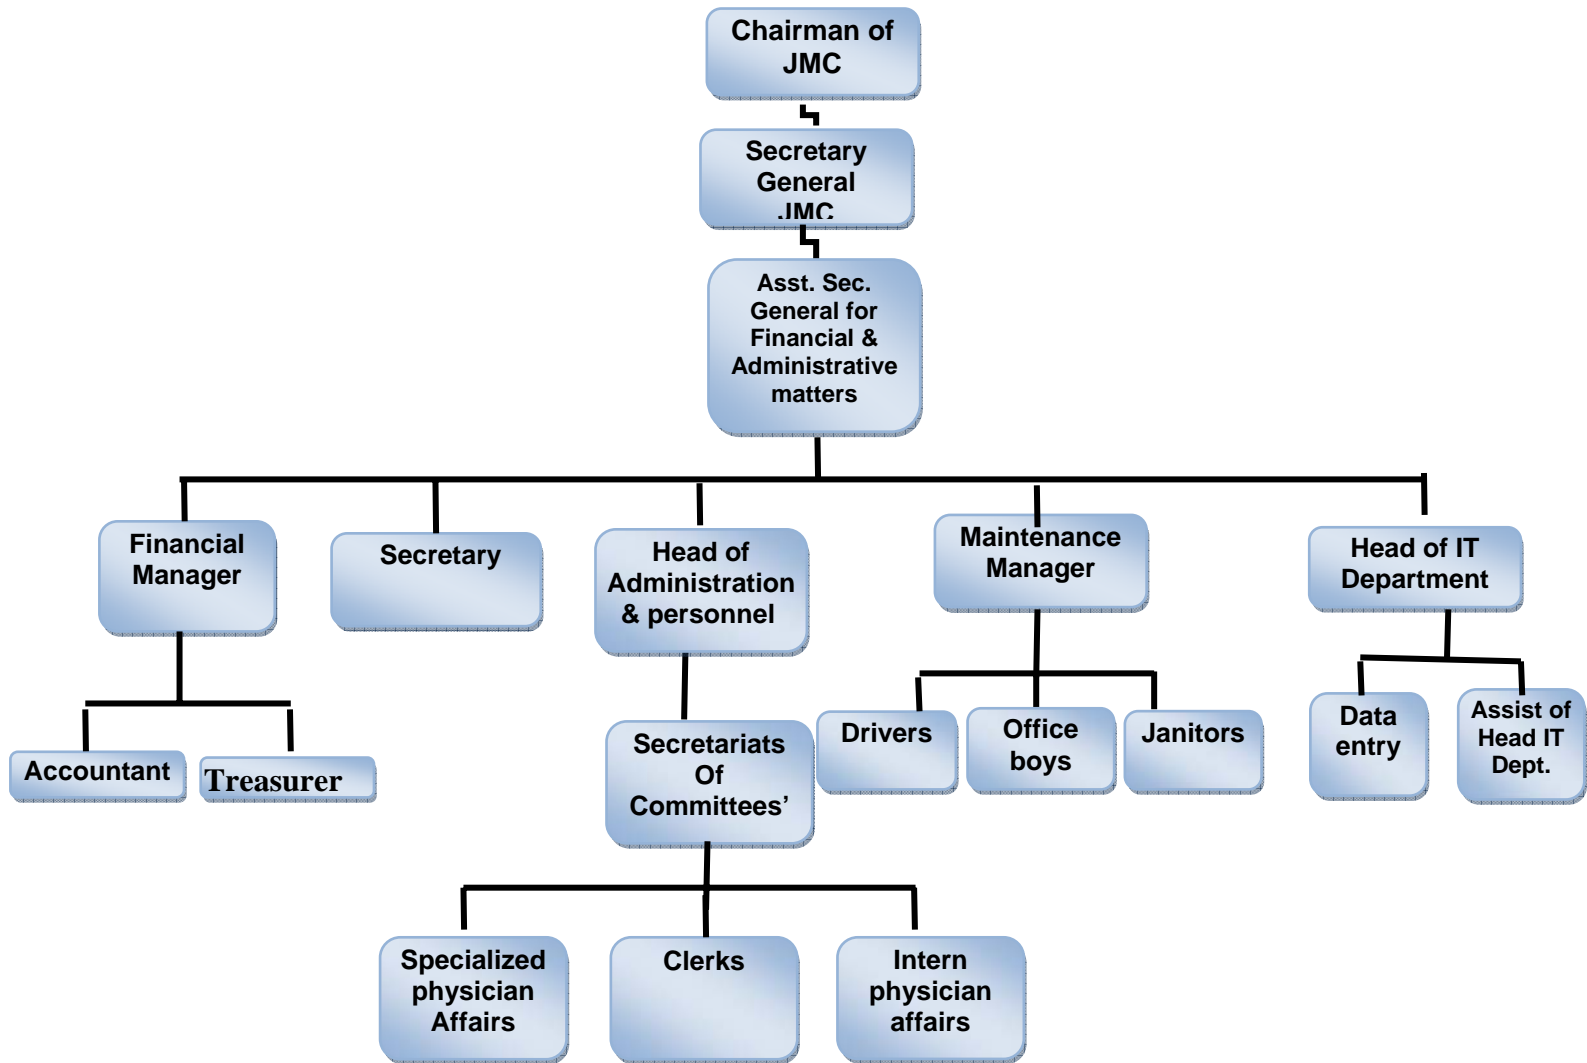 Chairman of
JMC
Secretary
General
JMC
Asst. Sec.
General for
Financial &
Administrative
matters
Financial
Manager
Secretary
Head of
Administration
& personnel
Maintenance
Manager
Head of IT
Department
Accountant
Treasurer
Secretariats
Of
Committees’
Drivers
Office
boys
Janitors
Data
entry
Assist of
Head IT
Dept.
Specialized
physician
Affairs
Clerks
Intern
physician
affairs